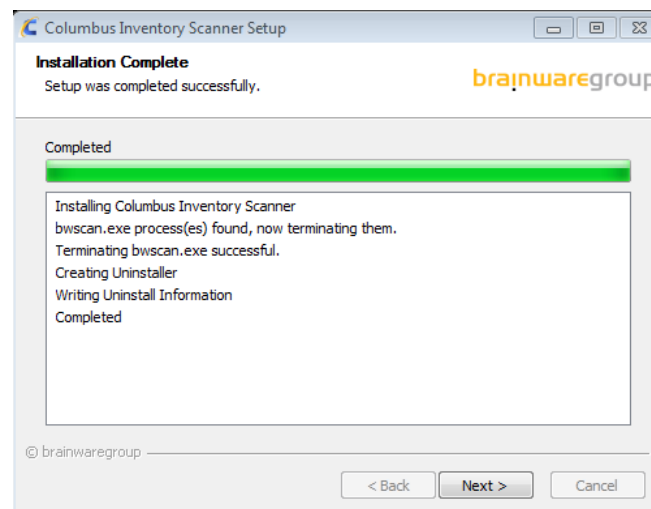 Columbus Inventory Scanner Setup
Installation Complete
Setup was completed successfully.
brainwaregroup
Completed
Installing Columbus Inventory Scanner
bwscan.exe process(es) found, now terminating them.
Terminating bwscan.exe successful.
Creating Uninstaller
Writing Uninstall Information
Completed
© brainwaregroup
< Back
Next >
Cancel